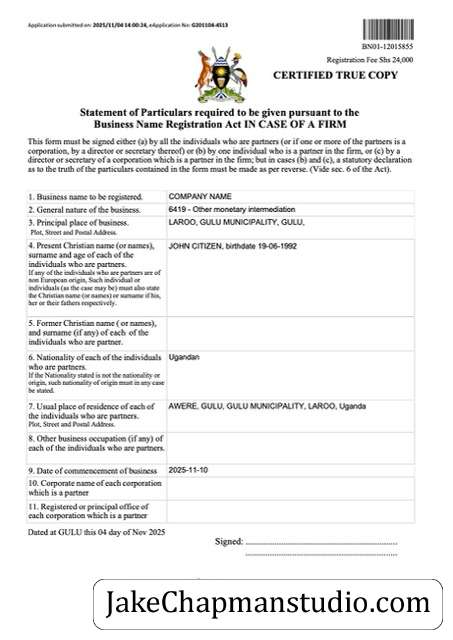 Application submitted on: 2025/11/04 14:00:24, eApplication No: G201104-4513
BN01-12015855
Registration Fee Shs 24,000
CERTIFIED TRUE COPY
Statement of Particulars required to be given pursuant to the
Business Name Registration Act IN CASE OF A FIRM
This form must be signed either (a) by all the individuals who are partners (or if one or more of the partners is a
corporation, by a director or secretary thereof) or (b) by one individual who is a partner in the firm, or (c) by a
director or secretary of a corporation which is a partner in the firm; but in cases (b) and (c), a statutory declaration
as to the truth of the particulars contained in the form must be made as per reverse. (Vide sec. 6 of the Act).
1. Business name to be registered. COMPANY NAME
2. General nature of the business. 6419 - Other monetary intermediation
3. Principal place of business. LAROO, GULU MUNICIPALITY, GULU,
Plot, Street and Postal Address.
4. Present Christian name (or names), JOHN CITIZEN, birthdate 19-06-1992
surname and age of each of the
individuals who are partners.
If any of the individuals who partners are of
non European origin, Such individual or
individuals (as the case may be) must also state
the Christian name (or names) or surname if his,
her or their fathers respectively.
5. Former Christian name ( or names),
and surname (if any) of each of the
individuals who are partner.
6. Nationality of each of the individuals Ugandan
who are partners.
If the Nationality stated is not the nationality or
origin, such nationality of origin must in any case
be stated.
7. Usual place of residence of each of AWERE, GULU, GULU MUNICIPALITY, LAROO, Uganda
the individuals who are partners.
Plot, Street and Postal Address.
8. Other business occupation (if any) of
each of the individuals who are partners.
9. Date of commencement of business 2025-11-10
10. Corporate name of each corporation
which is a partner
11. Registered or principal office of
each corporation which is a partner
Dated at GULU this 04 day of Nov 2025
Signed:
JakeChapmanstudio.com